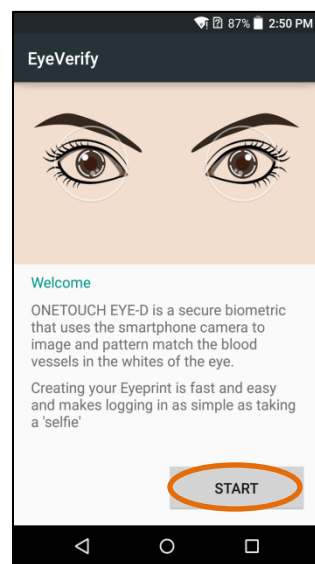 87% 2:50 PM
EyeVerify
Welcome
ONETOUCH EYE-D is a secure biometric
that uses the smartphone camera to
image and pattern match the blood
vessels in the whites of the eye.
Creating your Eyeprint is fast and easy
and makes logging in as simple as taking
a 'selfie'
START